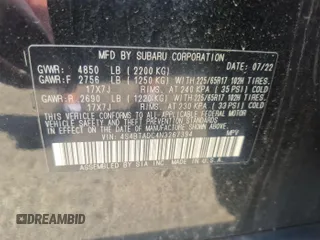 MFD BY SUBARU CORPORATION 07/22
GVWR: 4850 LB (2200 KG)
GAWR:F 2756 LB (1250 KG) WITH 225/65R17 102H TIRES,
17X7J RIMS, AT 240 KPA ( 35 PSI) COLD
GAWR:R 2690 LB (1220 KG) WITH 225/65R17 102H TIRES,
17X7J RIMS, AT 230 KPA ( 33 PSI) COLD
THIS VEHICLE CONFORMS TO ALL APPLICABLE
FEDERAL MOTOR VEHICLE SAFETY
THEFT PREVENTION STANDARDS IN EFFECT ON THE
DATE OF MANUFACTURE SHOWN ABOVE.
VIN: MPV
ASSEMBLED BY SIA INC. MADE IN U.S.A.